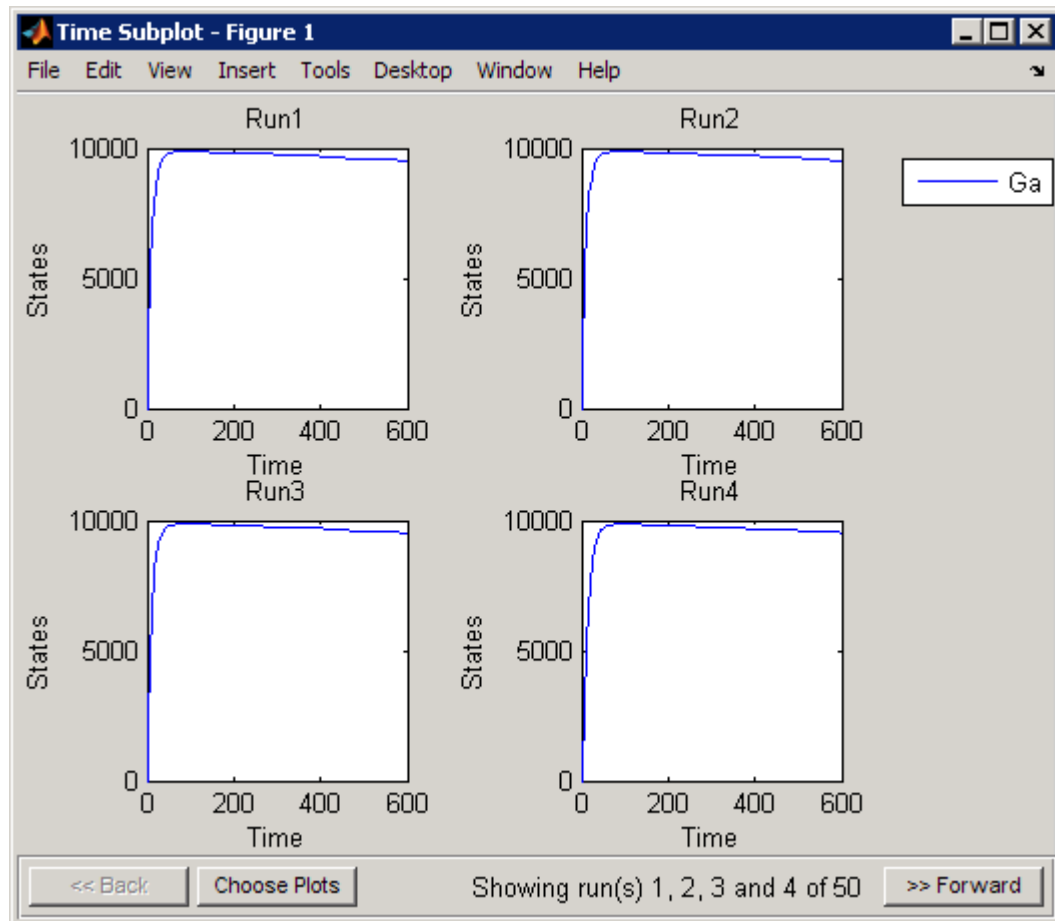 Time Subplot - Figure 1
File Edit View Insert Tools Desktop Window Help
Run1
10000
5000
0
States
0 200 400 600
Time
Run2
10000
5000
0
States
0 200 400 600
Time
Ga
Run3
10000
5000
0
States
0 200 400 600
Time
Run4
10000
5000
0
States
0 200 400 600
Time
<< Back Choose Plots Showing run(s) 1, 2, 3 and 4 of 50 >> Forward